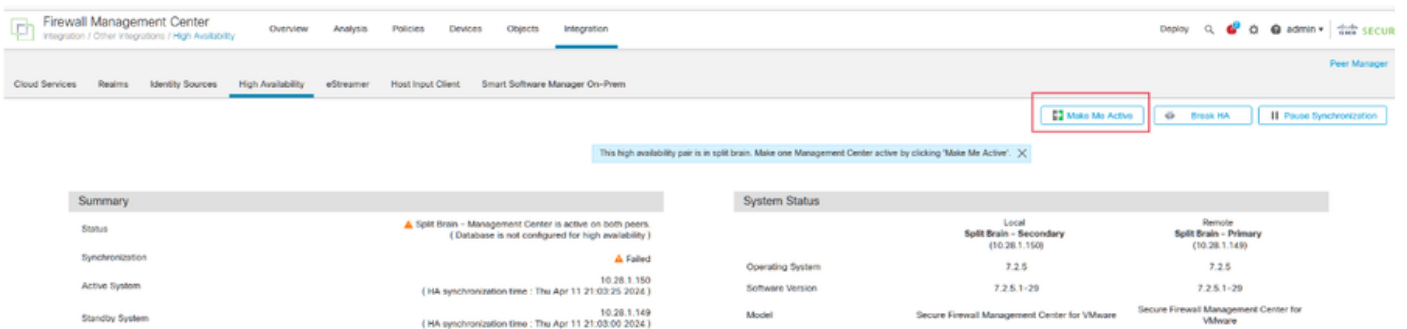 Firewall Management Center
Integration / Other Integrations / High Availability
Overview Analysis Policies Devices Objects Integration
Deploy admin SECUR
Peer Manager
Cloud Services Realms Identity Sources High Availability eStreamer Host Input Client Smart Software Manager On-Prem
Make Me Active Break HA Pause Synchronization
This high availability pair is in split brain. Make one Management Center active by clicking 'Make Me Active'.
Summary
Status
Split Brain - Management Center is active on both peers.
( Database is not configured for high availability )
Synchronization
Failed
Active System
10.28.1.150
( HA synchronization time : Thu Apr 11 21:03:25 2024 )
Standby System
10.28.1.149
( HA synchronization time : Thu Apr 11 21:03:00 2024 )
System Status
Local Remote
Split Brain - Secondary Split Brain - Primary
(10.28.1.150) (10.28.1.149)
Operating System 7.2.5 7.2.5
Software Version 7.2.5.1-29 7.2.5.1-29
Model Secure Firewall Management Center for VMware Secure Firewall Management Center for
VMware